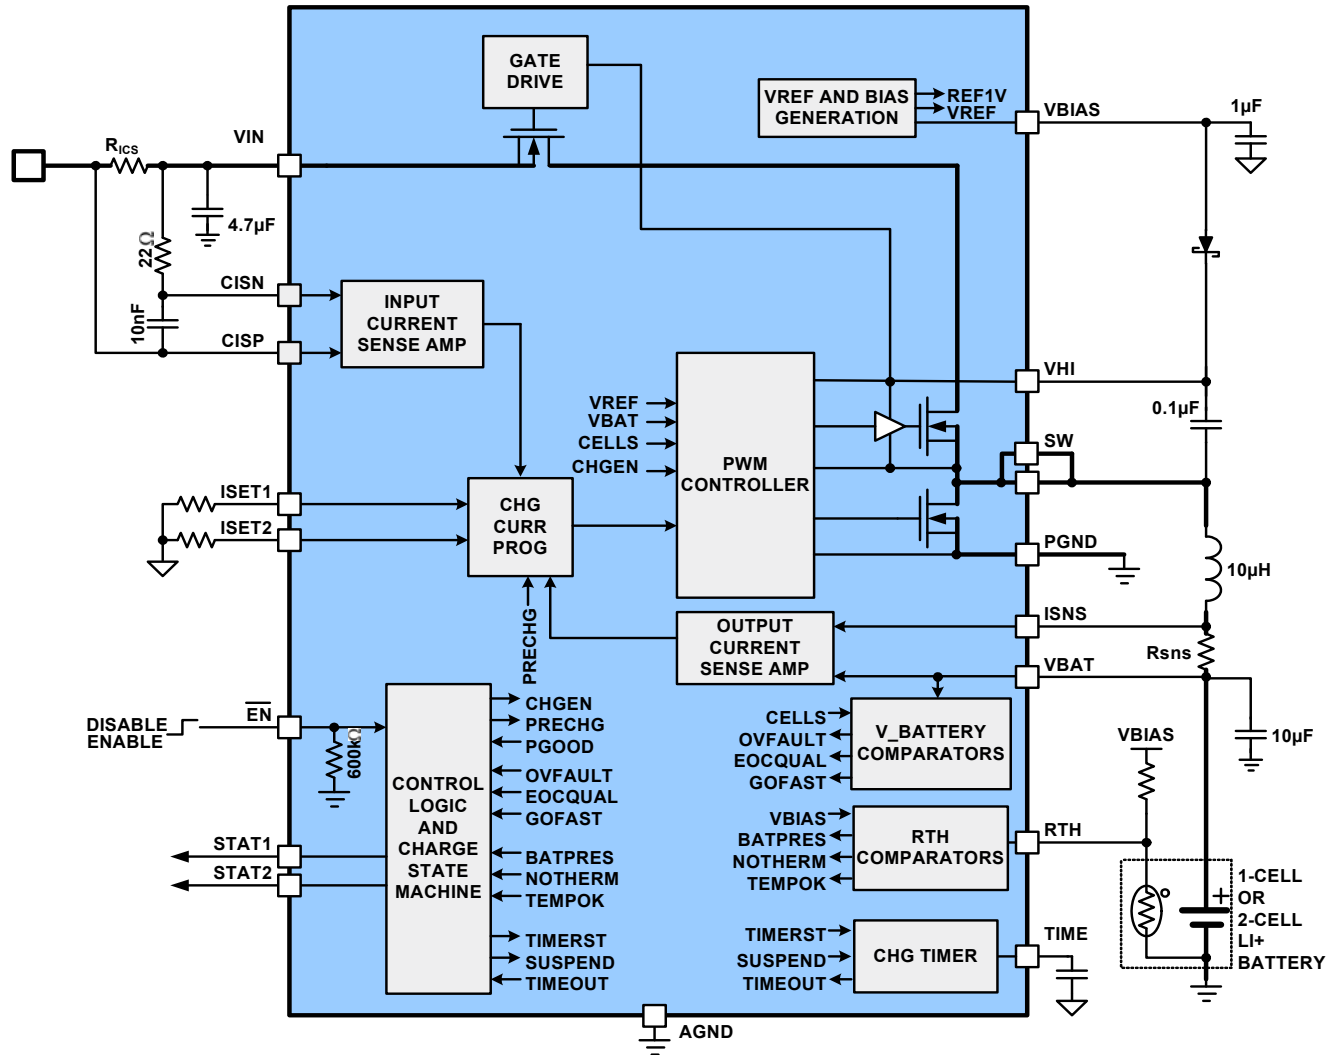 GATE
DRIVE
VREF AND BIAS
GENERATION
REF1V
VREF
VBIAS
1µF
VIN
RICS
4.7µF
22Ω
10nF
CISN
CISP
INPUT
CURRENT
SENSE AMP
VHI
0.1µF
SW
VREF
VBAT
CELLS
CHGEN
PWM
CONTROLLER
ISET1
ISET2
CHG
CURR
PROG
PRECHG
PGND
10µH
OUTPUT
CURRENT
SENSE AMP
ISNS
Rsns
VBAT
10µF
EN
DISABLE
ENABLE
600kΩ
CONTROL
LOGIC
AND
CHARGE
STATE
MACHINE
CHGEN
PRECHG
PGOOD
OVFAULT
EOCQUAL
GOFAST
BATPRES
NOTHERM
TEMPOK
TIMERST
SUSPEND
TIMEOUT
STAT1
STAT2
CELLS
OVFAULT
EOCQUAL
GOFAST
V_BATTERY
COMPARATORS
VBIAS
VBIAS
BATPRES
NOTHERM
TEMPOK
RTH
COMPARATORS
RTH
TIMERST
SUSPEND
TIMEOUT
CHG TIMER
TIME
+
1-CELL
OR
2-CELL
LI+
BATTERY
AGND